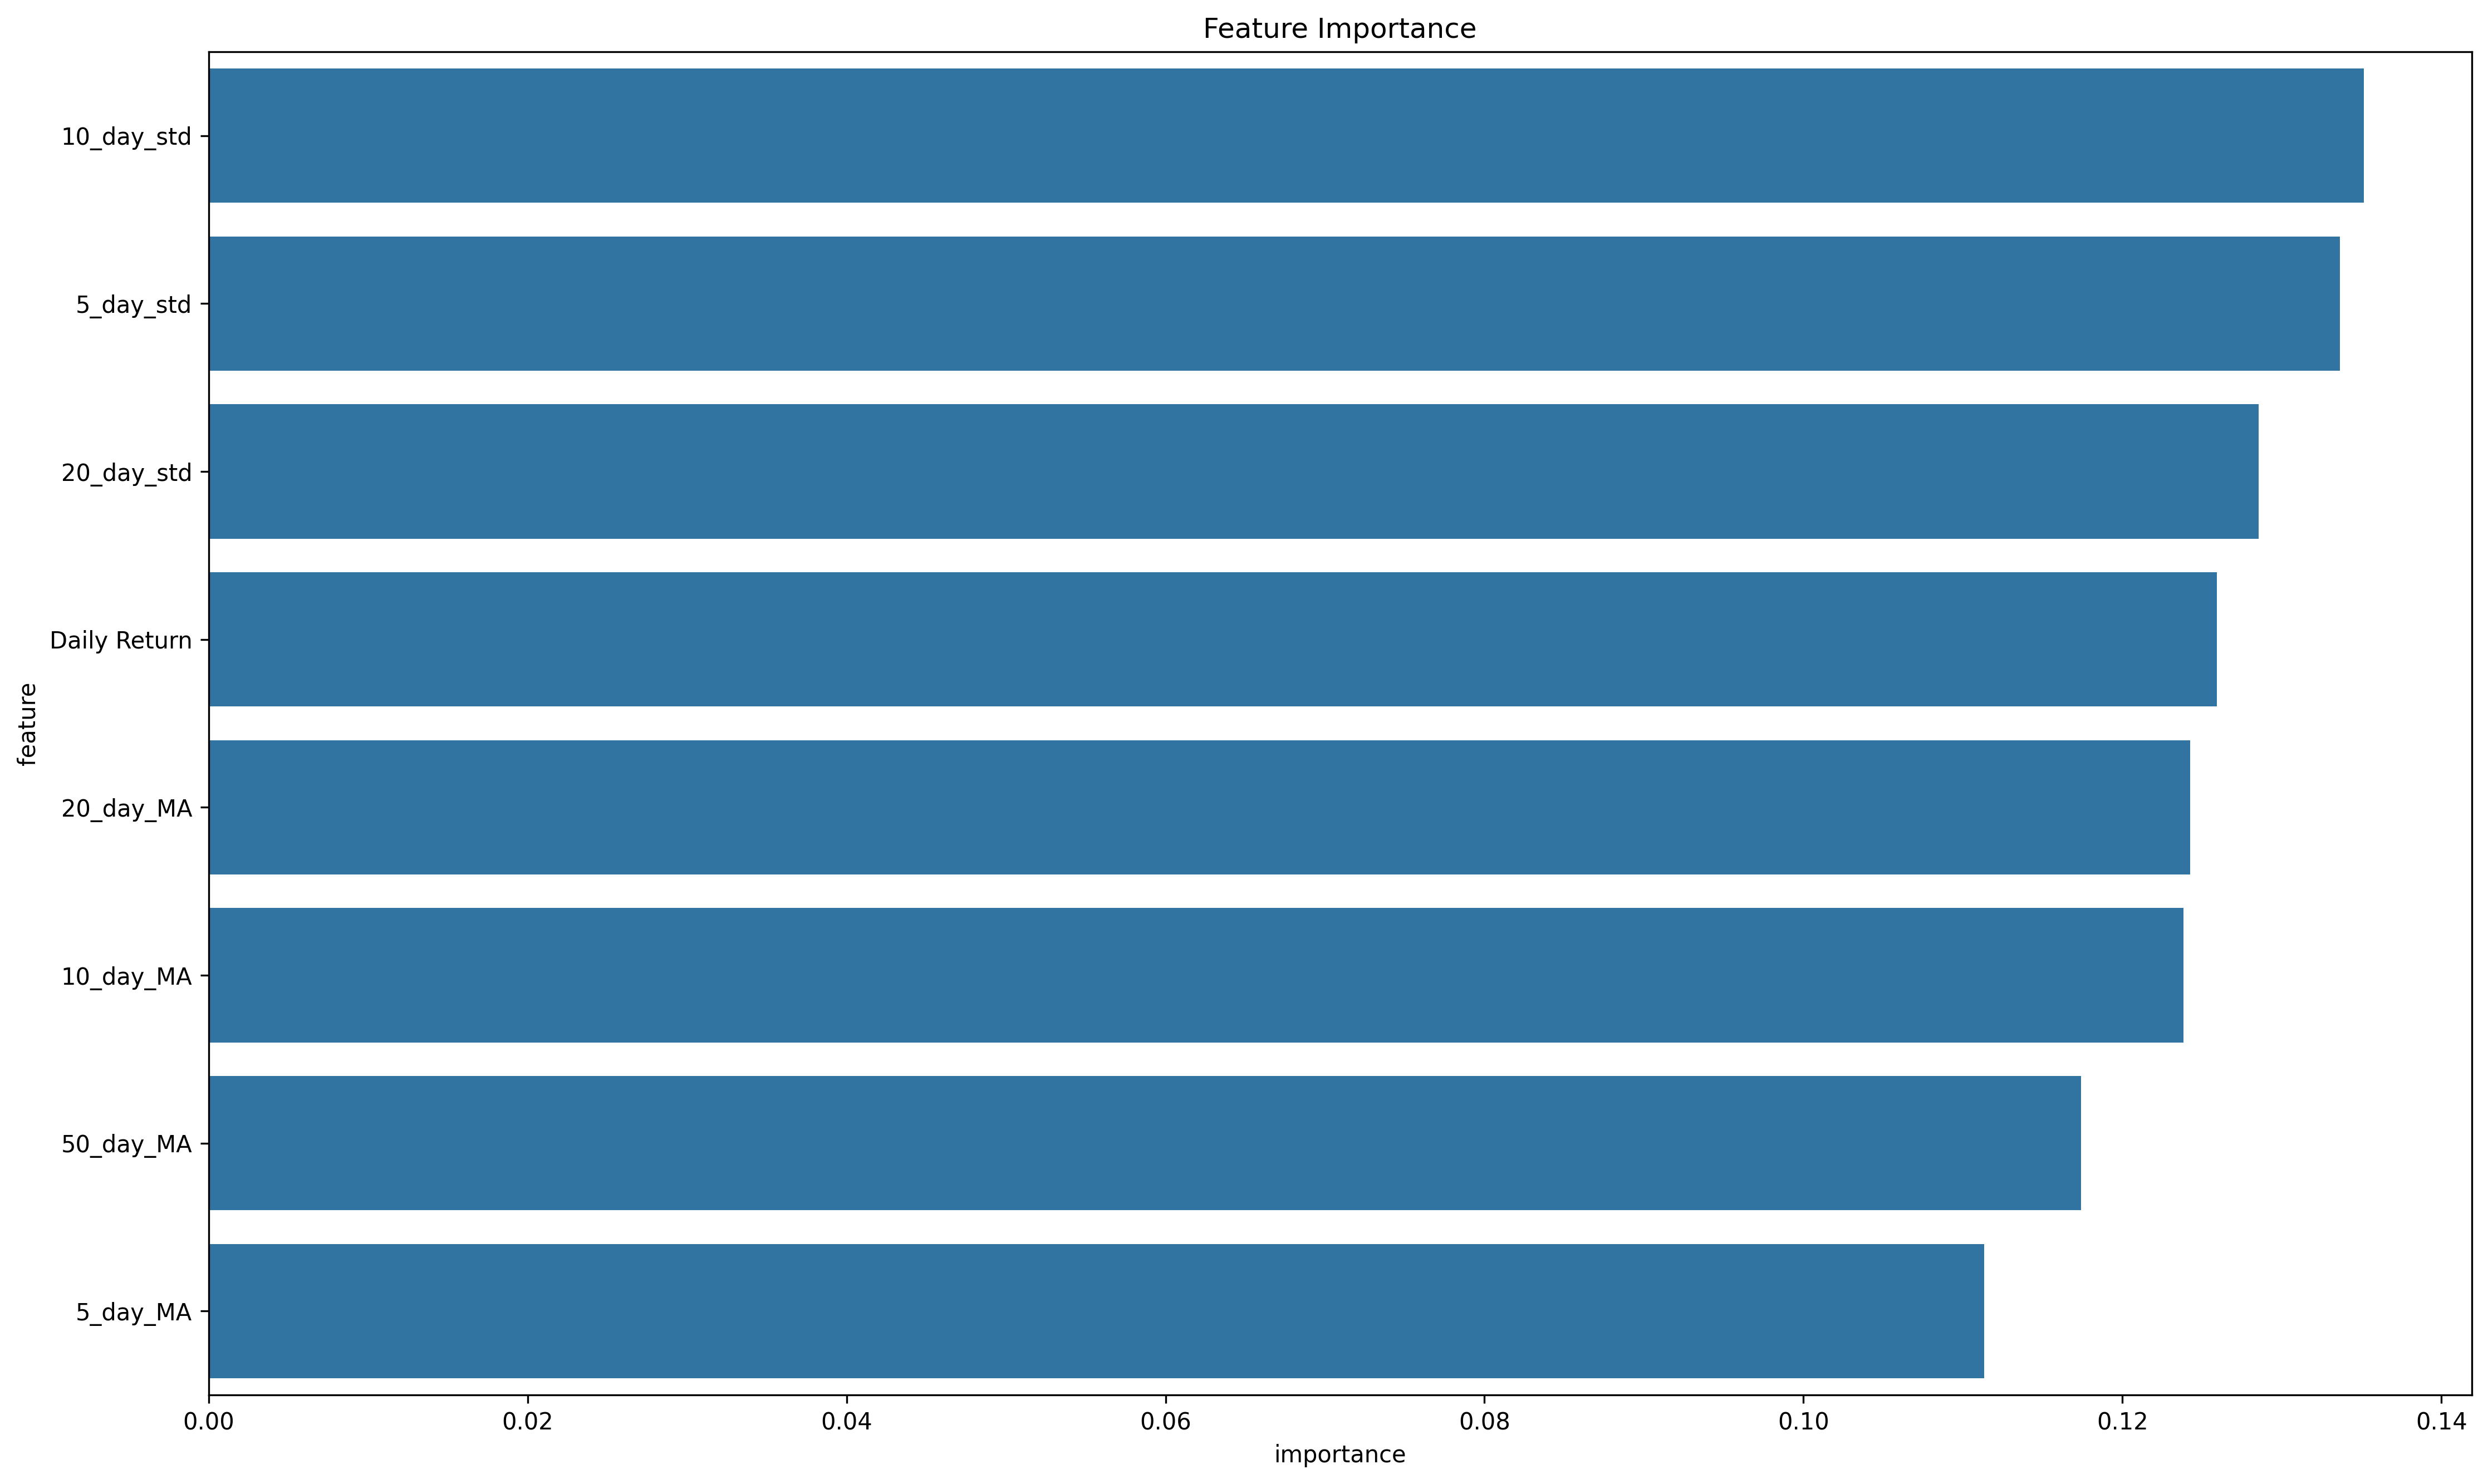 Feature Importance
10_day_std
5_day_std
20_day_std
Daily Return
20_day_MA
10_day_MA
50_day_MA
5_day_MA
feature
0.00 0.02 0.04 0.06 0.08 0.10 0.12 0.14
importance